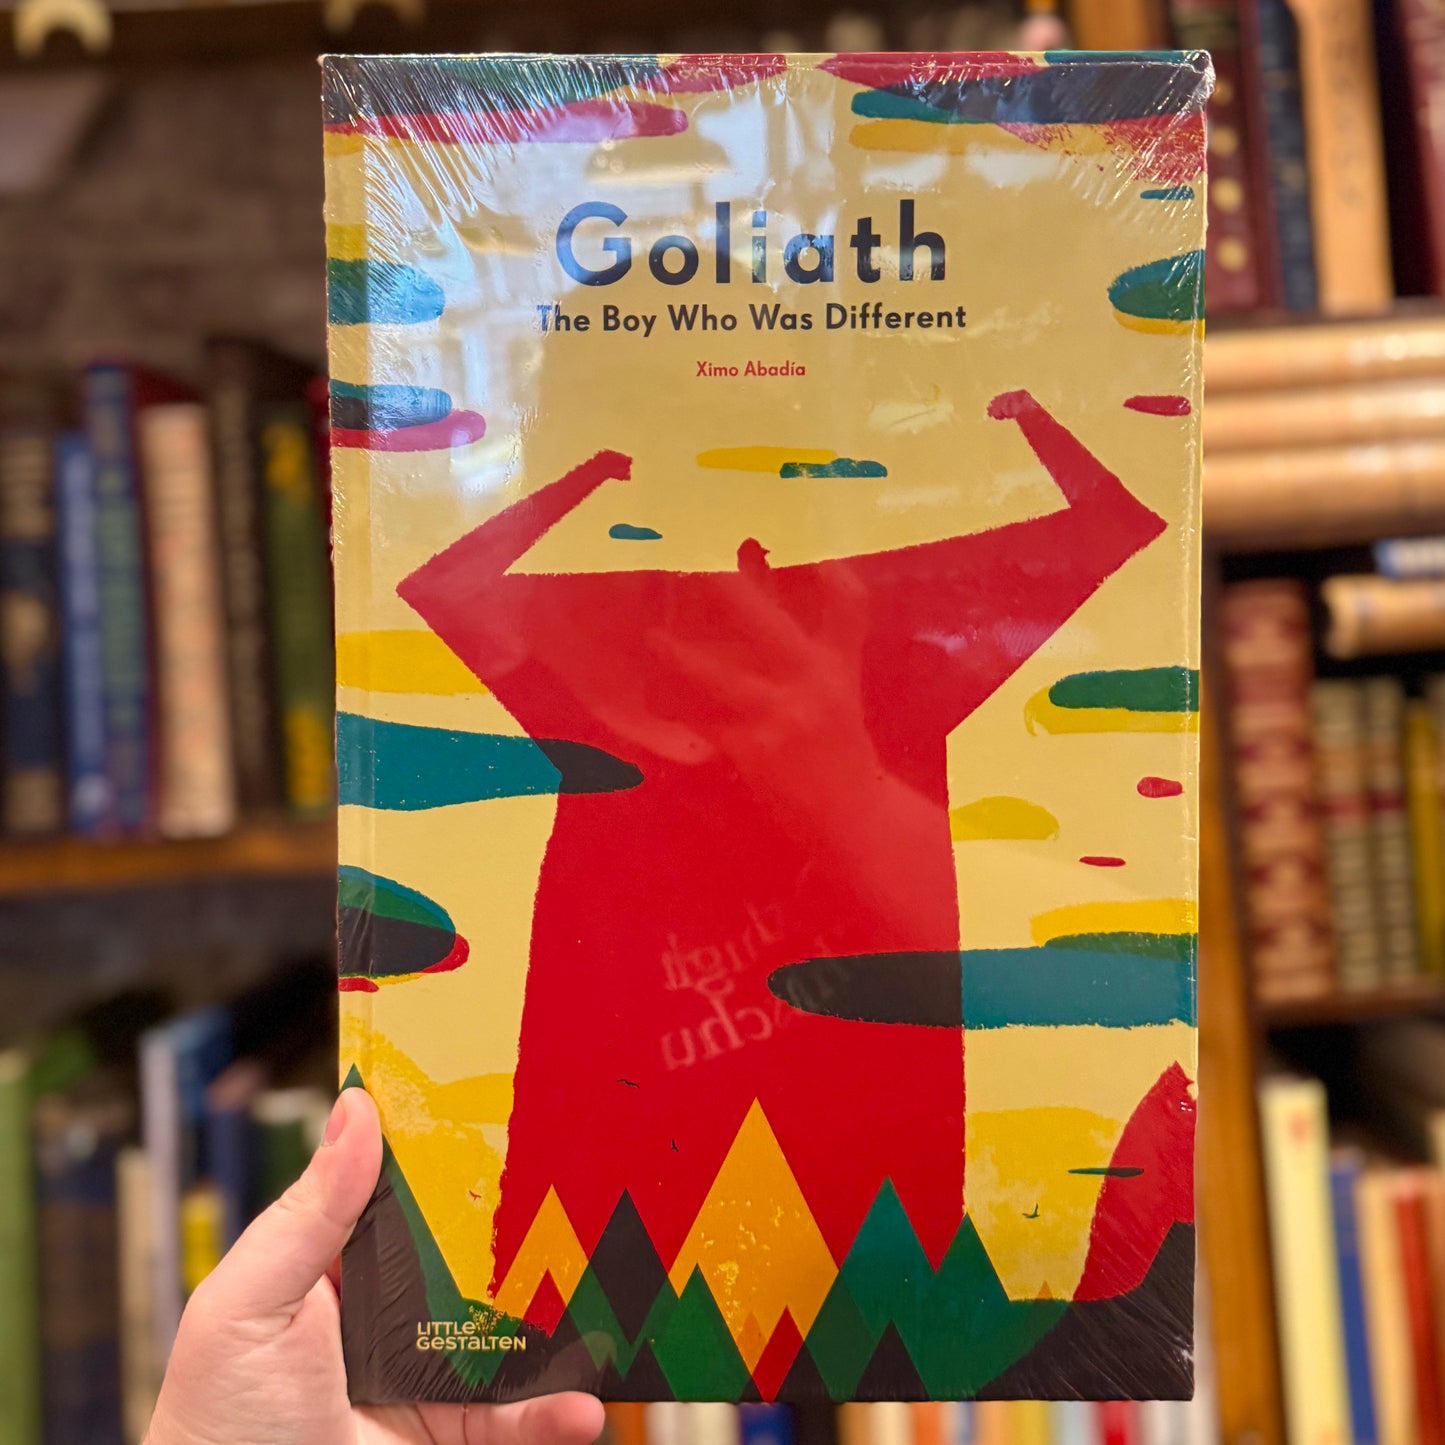 Goliath
The Boy Who Was Different
Ximo Abadía
LITTLE
GESTALTEN